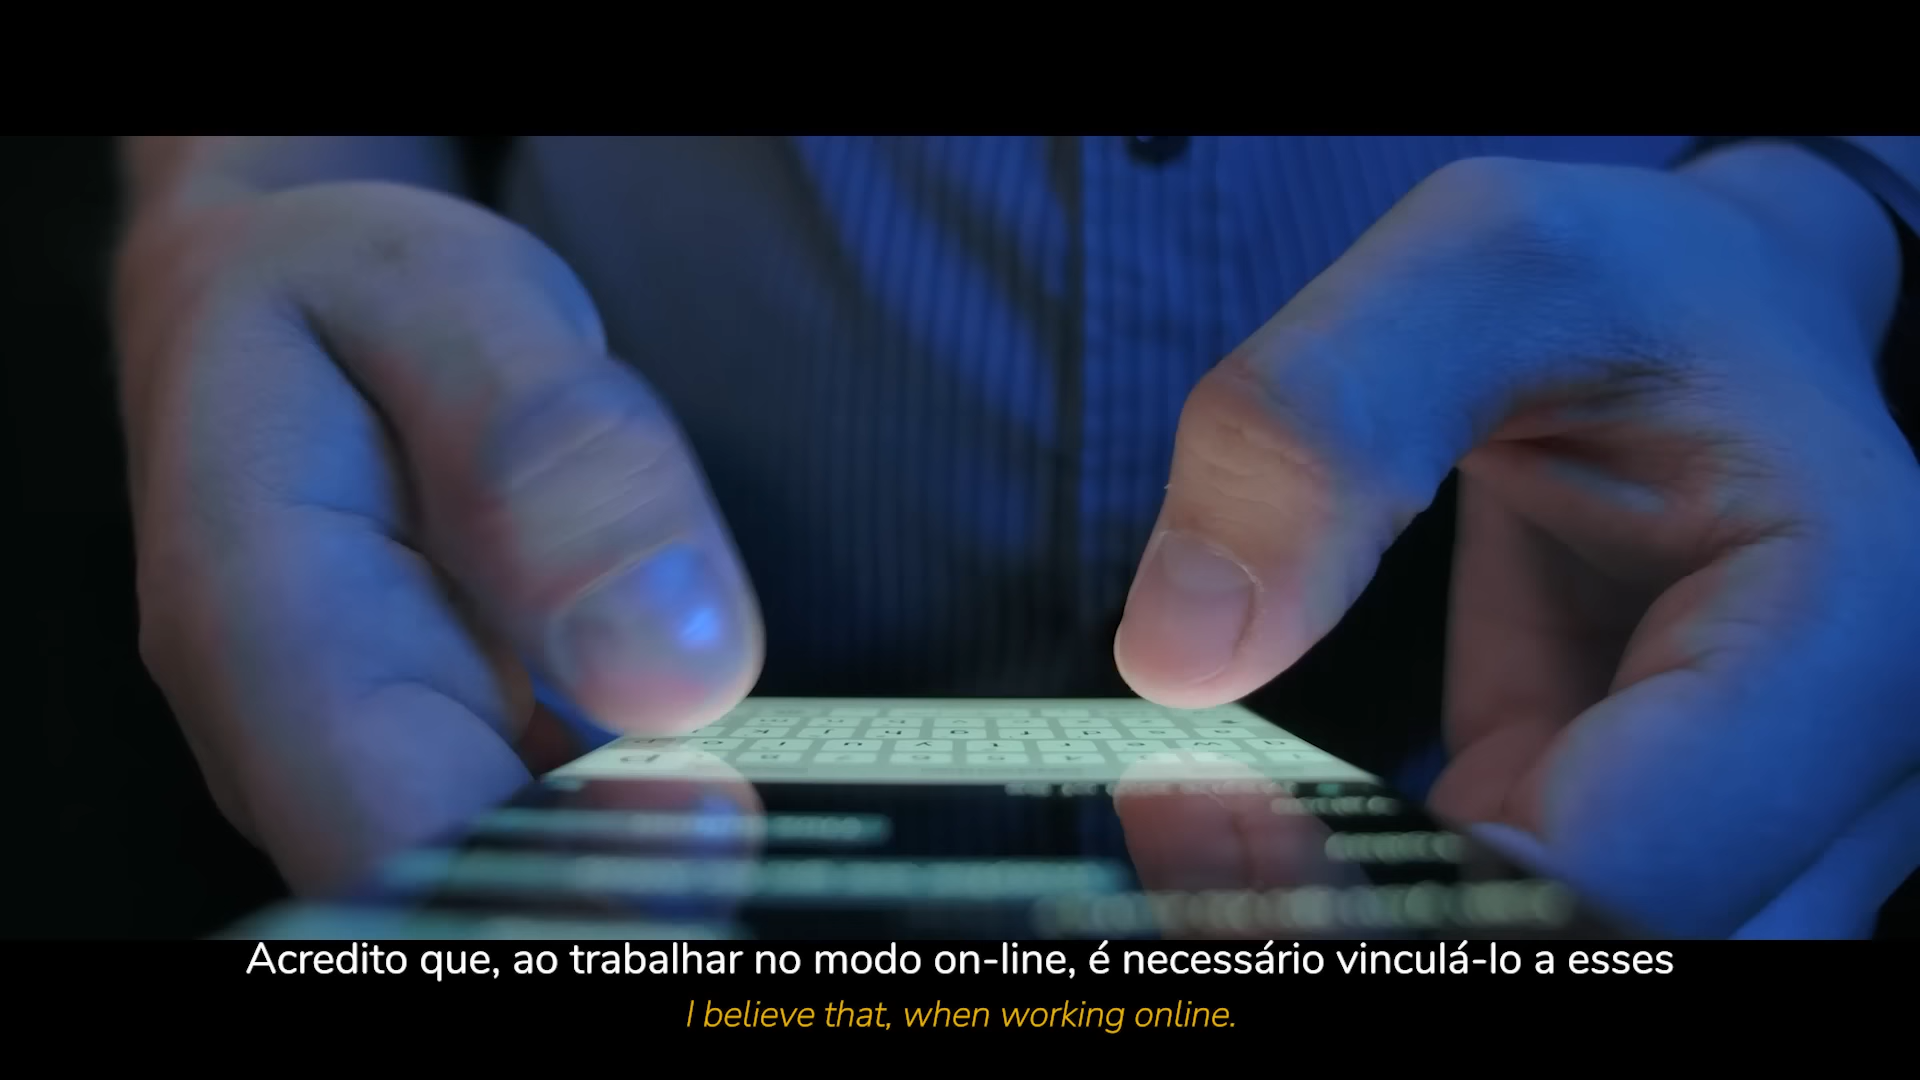 Acredito que, ao trabalhar no modo on-line, é necessário vinculá-lo a esses
I believe that, when working online.